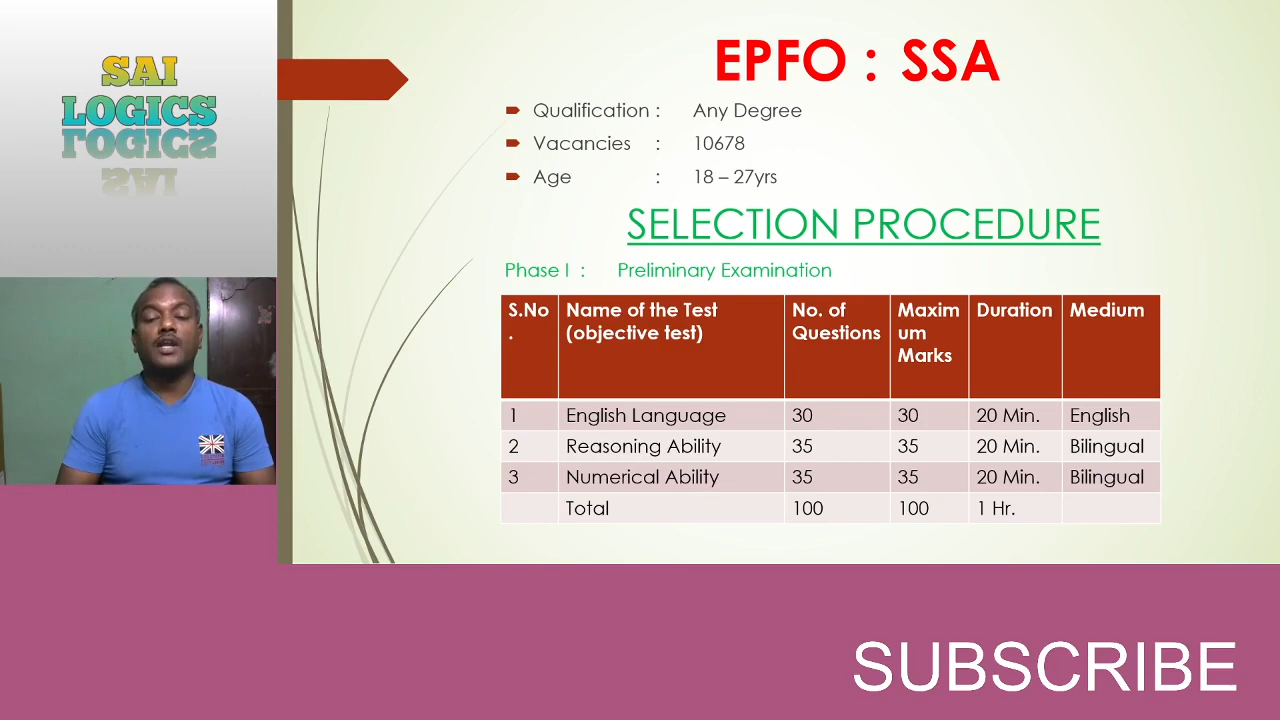 SAI
LOGICS
EPFO : SSA
Qualification : Any Degree
Vacancies : 10678
Age : 18 – 27yrs
SELECTION PROCEDURE
Phase I : Preliminary Examination
S.No. Name of the Test (objective test) No. of Questions Maximum Marks Duration Medium
1 English Language 30 30 20 Min. English
2 Reasoning Ability 35 35 20 Min. Bilingual
3 Numerical Ability 35 35 20 Min. Bilingual
Total 100 100 1 Hr.
SUBSCRIBE